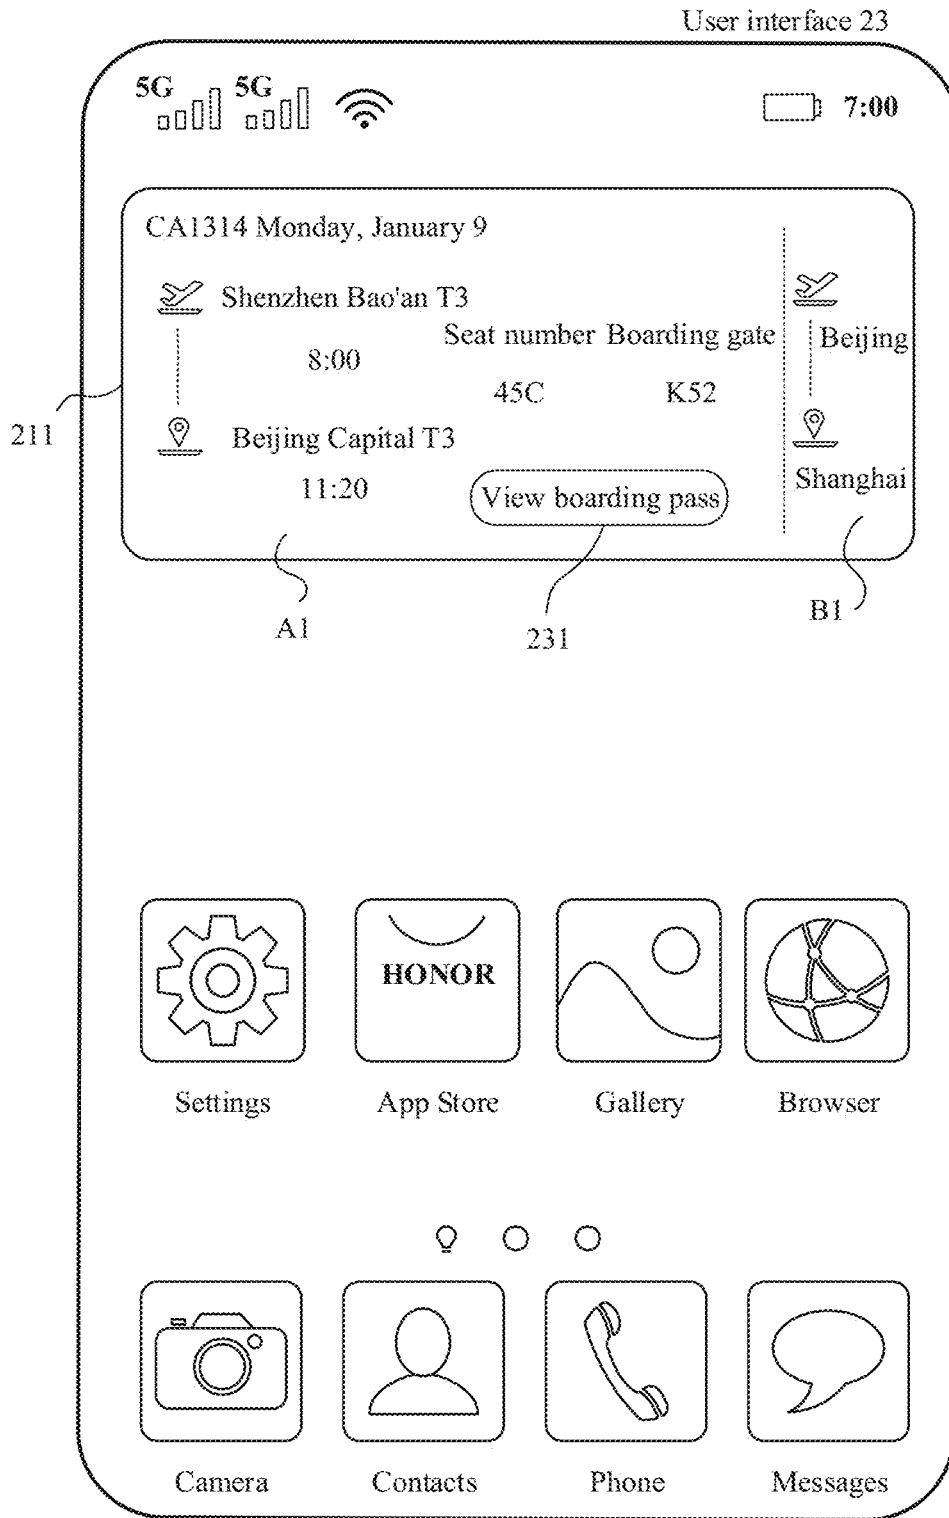 User interface 23
5G 5G 7:00
CA1314 Monday, January 9
Shenzhen Bao'an T3
Seat number Boarding gate
Beijing
8:00
45C K52
211
Beijing Capital T3
Shanghai
11:20
View boarding pass
A1
231
B1
HONOR
Settings App Store Gallery Browser
Camera Contacts Phone Messages